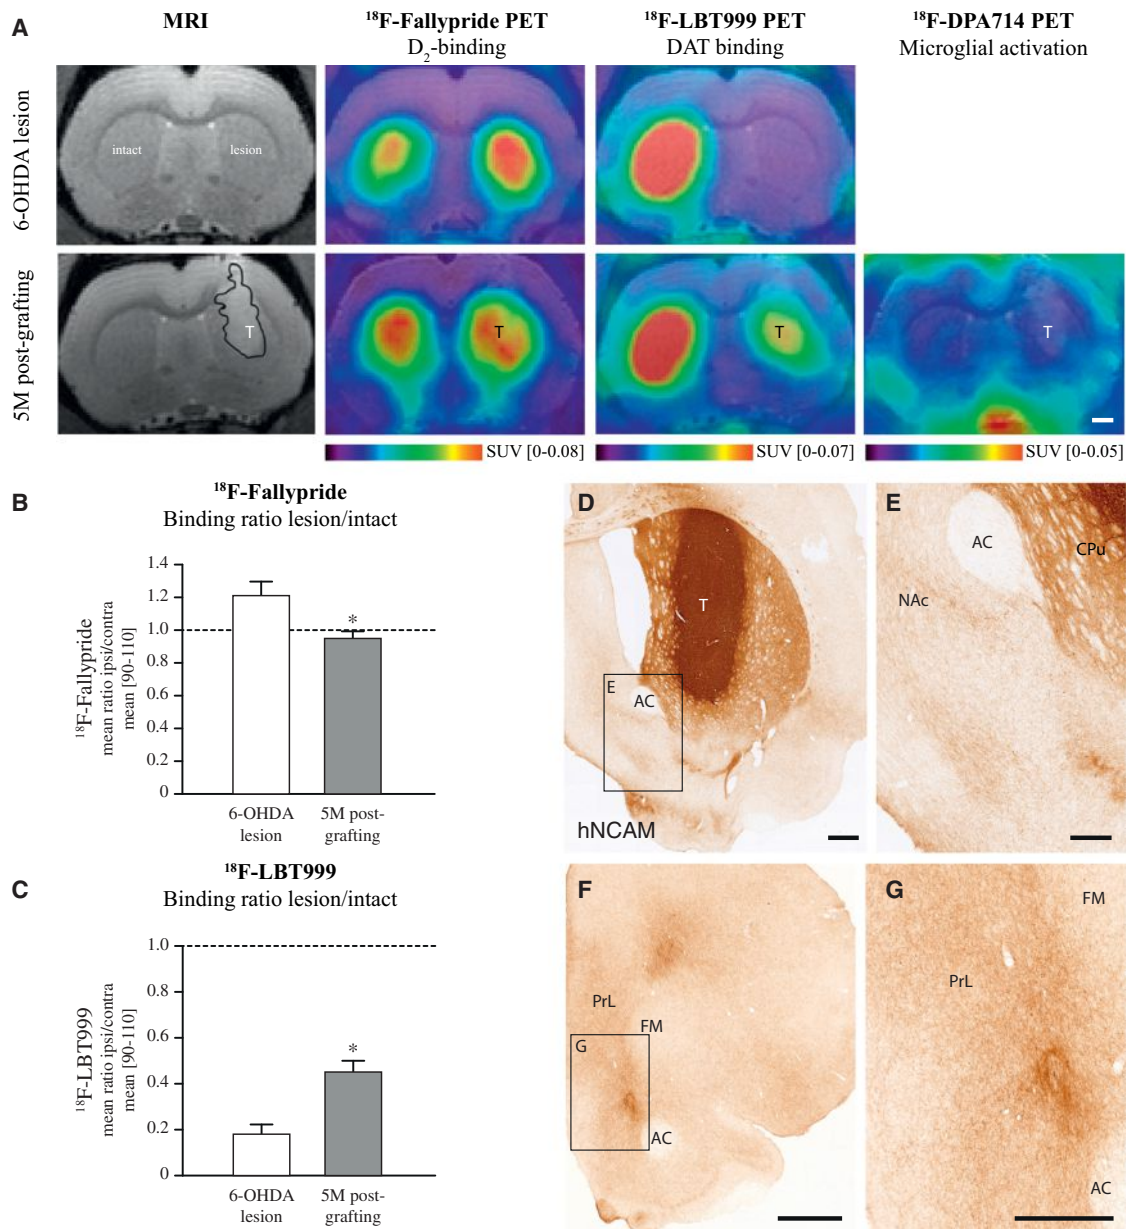 A
MRI
¹⁸F-Fallypride PET
D₂-binding
¹⁸F-LBT999 PET
DAT binding
¹⁸F-DPA714 PET
Microglial activation
6-OHDA lesion
intact
lesion
5M post-grafting
T
T
T
T
SUV [0-0.08]
SUV [0-0.07]
SUV [0-0.05]
B
¹⁸F-Fallypride
Binding ratio lesion/intact
¹⁸F-Fallypride
mean ratio ipsi/contra
mean [90-110]
1.4
1.2
1.0
0.8
0.6
0.4
0.2
0
*
6-OHDA
lesion
5M post-
grafting
C
¹⁸F-LBT999
Binding ratio lesion/intact
¹⁸F-LBT999
mean ratio ipsi/contra
mean [90-110]
1.0
0.8
0.6
0.4
0.2
0
*
6-OHDA
lesion
5M post-
grafting
D
T
E
AC
hNCAM
E
AC
CPu
NAc
F
PrL
FM
G
AC
G
FM
PrL
AC